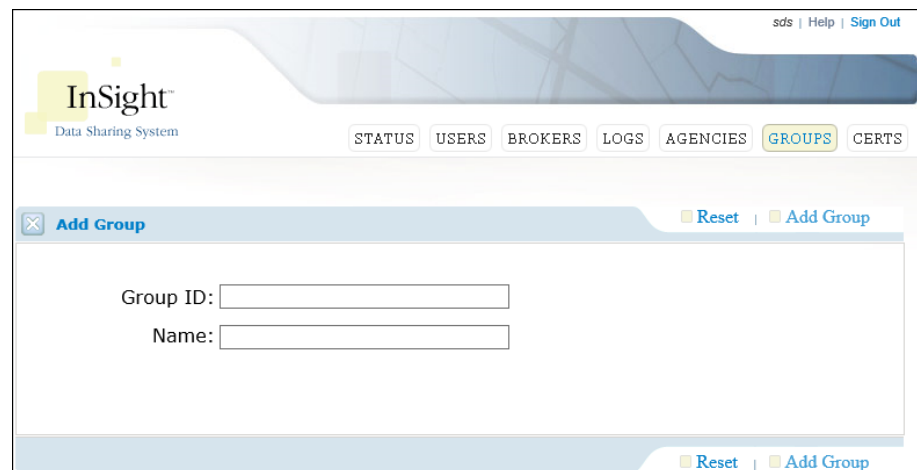 sds | Help | Sign Out
InSight™
Data Sharing System
STATUS USERS BROKERS LOGS AGENCIES GROUPS CERTS
Add Group
Reset | Add Group
Group ID:
Name:
Reset | Add Group